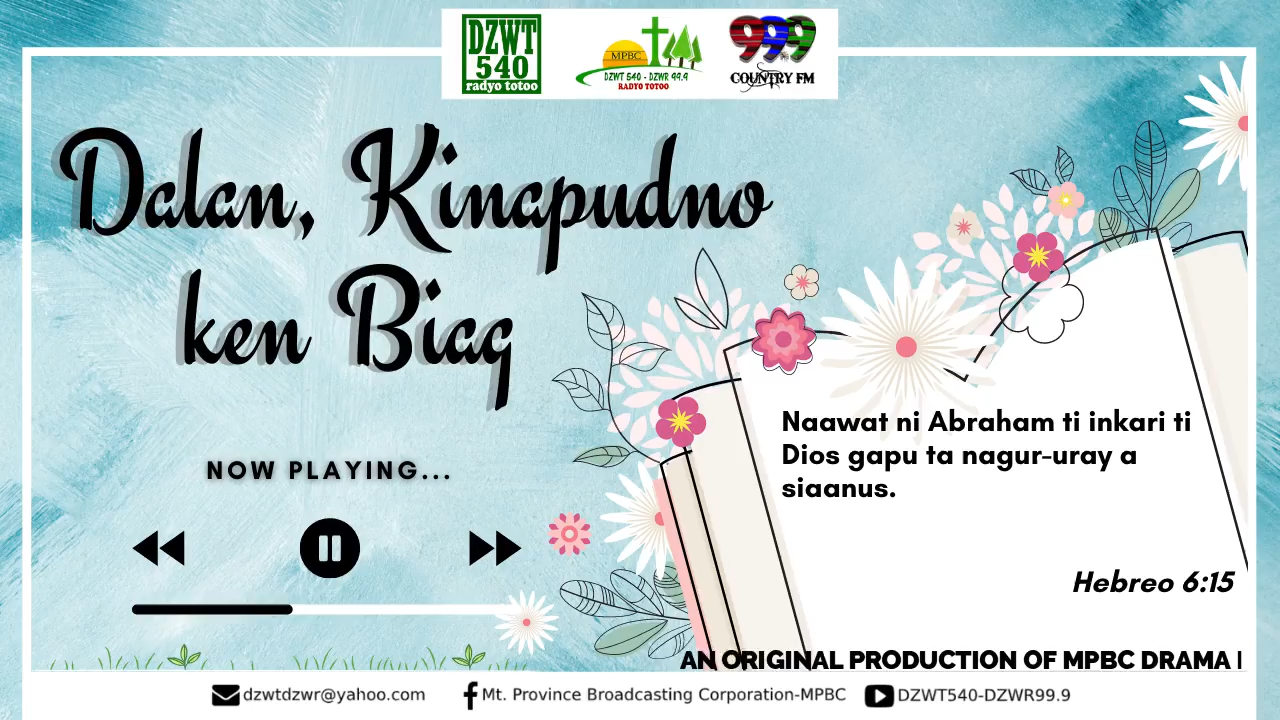 DZWT
540
radyo totoo
MPBC
DZWT 540 - DZWR 99.9
RADYO TOTOO
99.9
COUNTRY FM
Dalan, Kinapudno
ken Biag
NOW PLAYING...
Naawat ni Abraham ti inkari ti
Dios gapu ta nagur-uray a
siaanus.
Hebreo 6:15
AN ORIGINAL PRODUCTION OF MPBC DRAMA
dzwtdzwr@yahoo.com
Mt. Province Broadcasting Corporation-MPBC
DZWT540-DZWR99.9